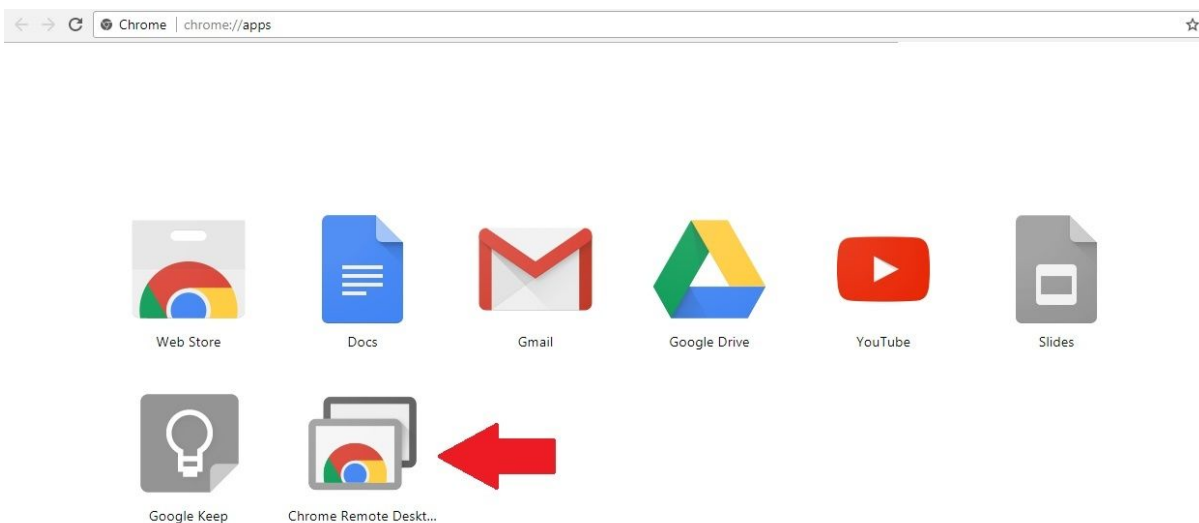 Chrome chrome://apps
Web Store Docs Gmail Google Drive YouTube Slides
Google Keep Chrome Remote Deskt...